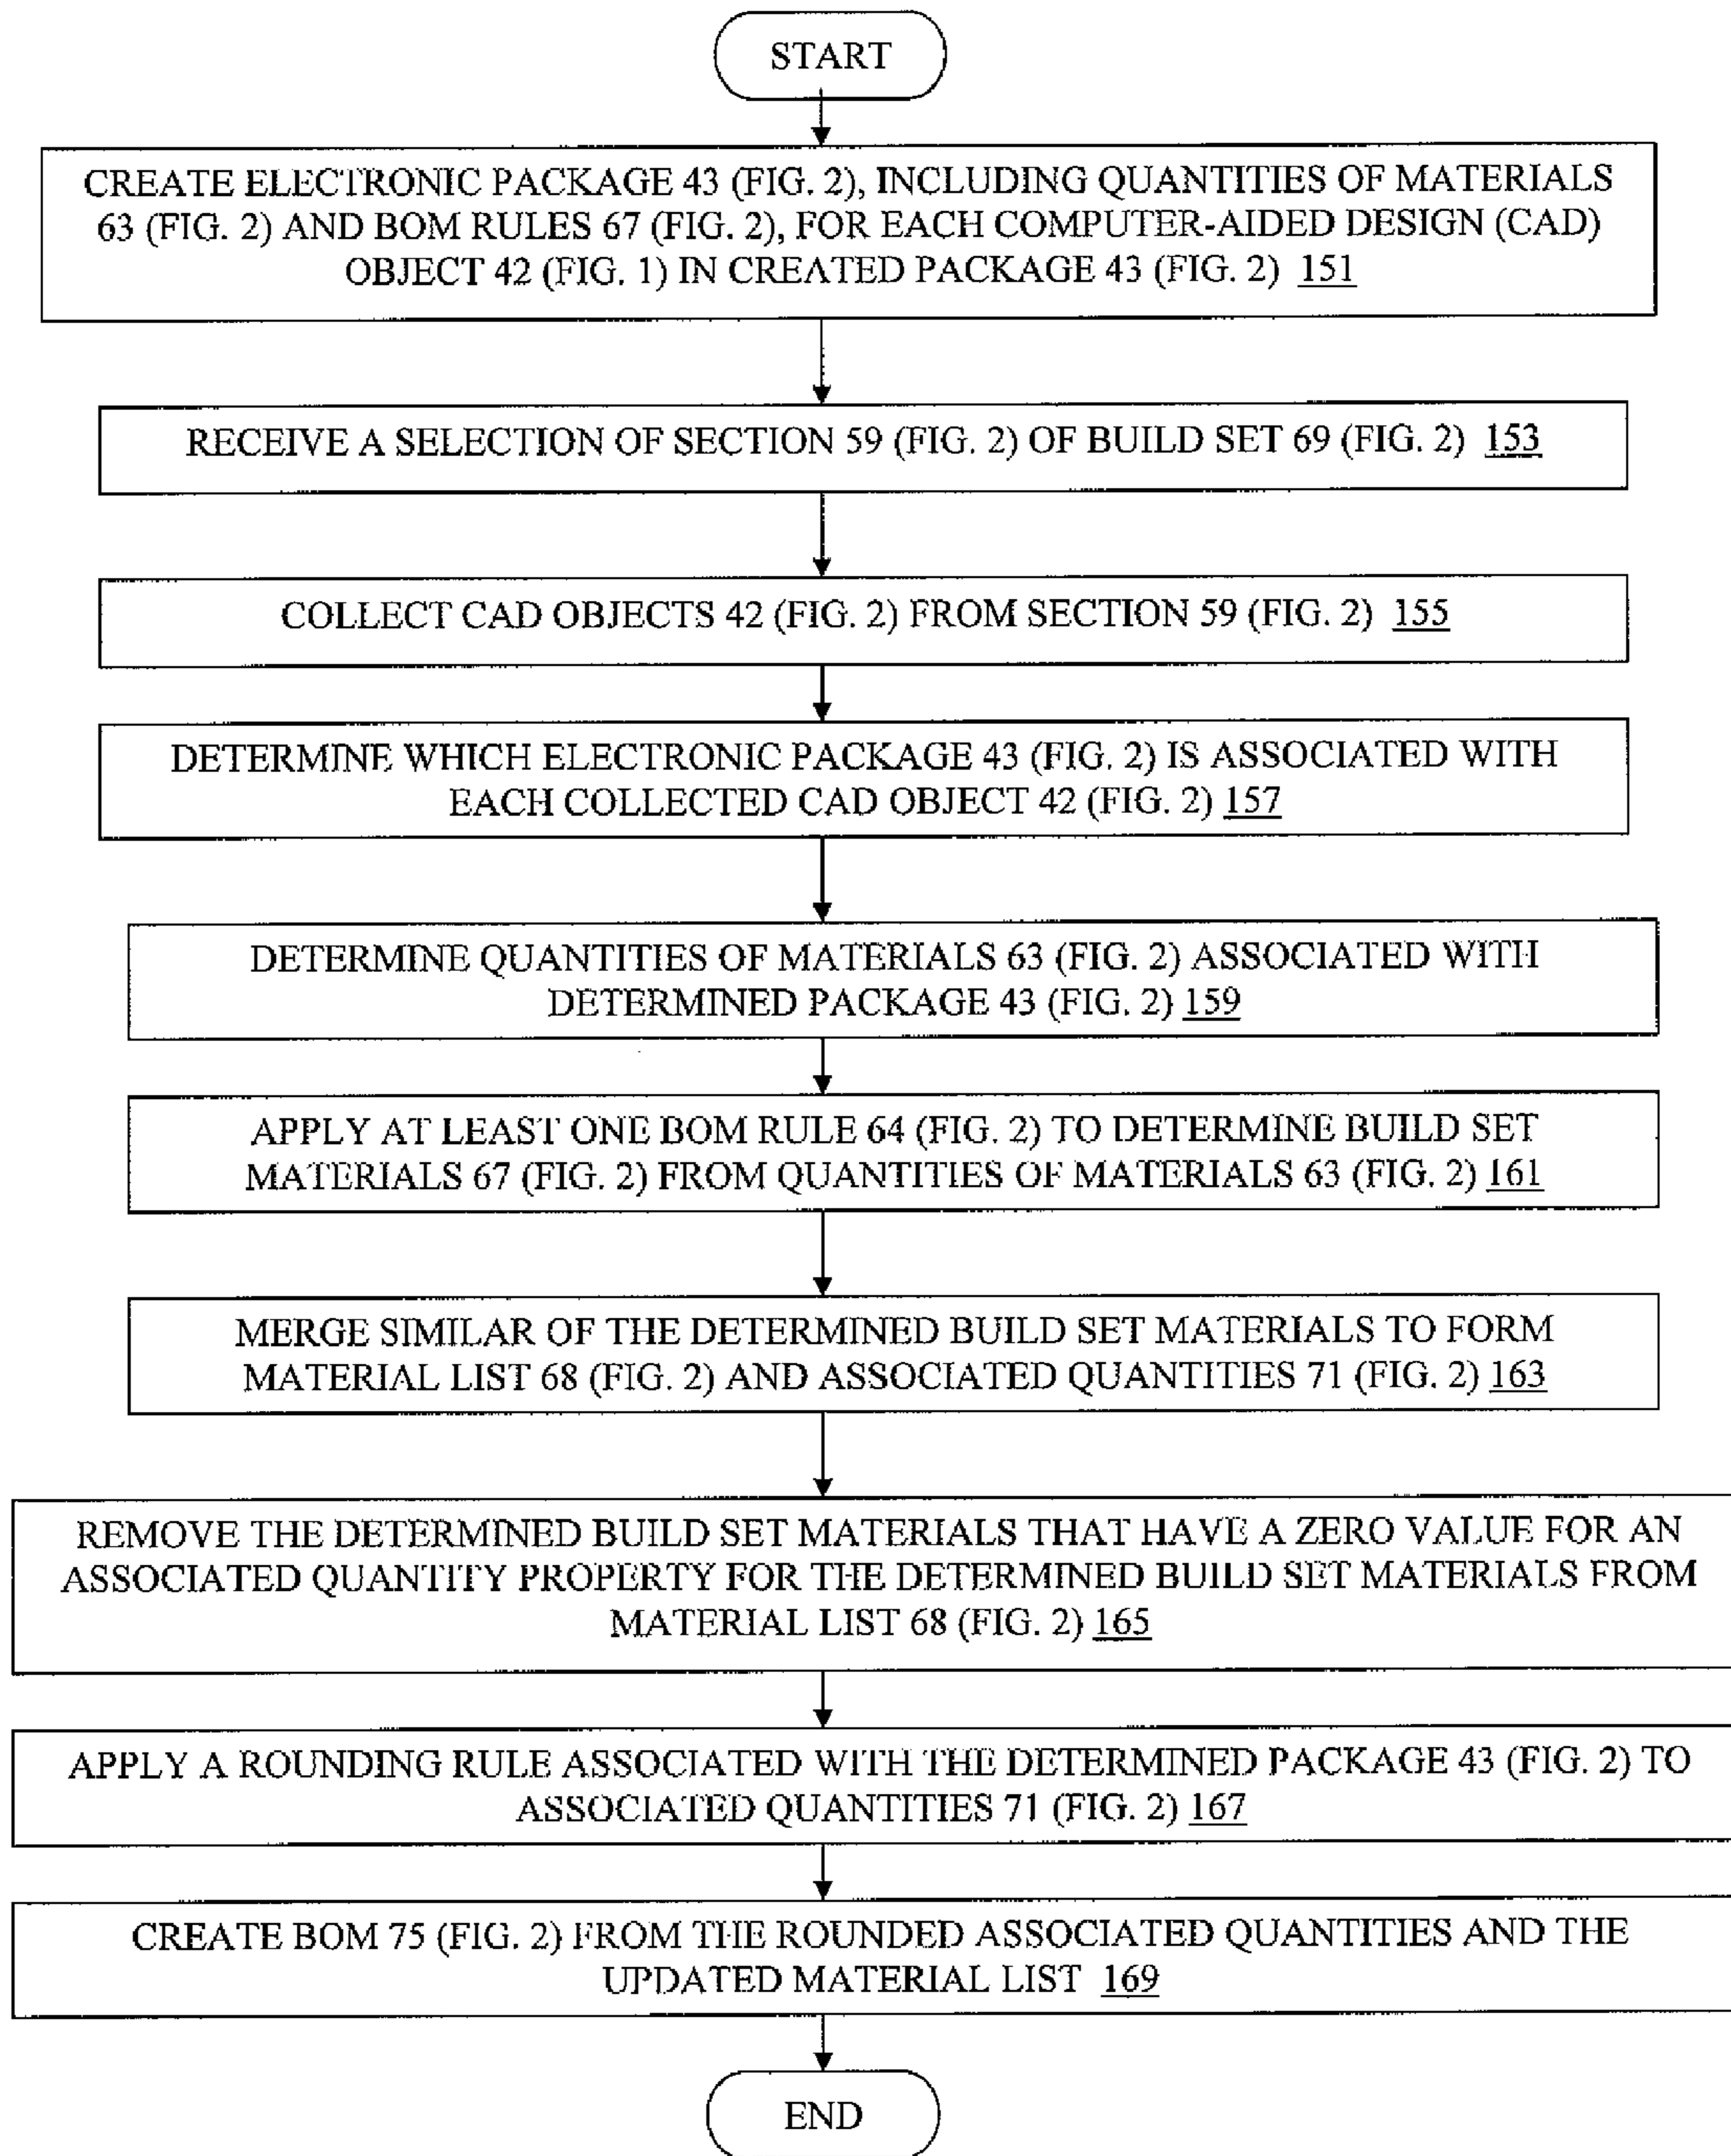 START
CREATE ELECTRONIC PACKAGE 43 (FIG. 2), INCLUDING QUANTITIES OF MATERIALS
63 (FIG. 2) AND BOM RULES 67 (FIG. 2), FOR EACH COMPUTER-AIDED DESIGN (CAD)
OBJECT 42 (FIG. 1) IN CREATED PACKAGE 43 (FIG. 2) 151
RECEIVE A SELECTION OF SECTION 59 (FIG. 2) OF BUILD SET 69 (FIG. 2) 153
COLLECT CAD OBJECTS 42 (FIG. 2) FROM SECTION 59 (FIG. 2) 155
DETERMINE WHICH ELECTRONIC PACKAGE 43 (FIG. 2) IS ASSOCIATED WITH
EACH COLLECTED CAD OBJECT 42 (FIG. 2) 157
DETERMINE QUANTITIES OF MATERIALS 63 (FIG. 2) ASSOCIATED WITH
DETERMINED PACKAGE 43 (FIG. 2) 159
APPLY AT LEAST ONE BOM RULE 64 (FIG. 2) TO DETERMINE BUILD SET
MATERIALS 67 (FIG. 2) FROM QUANTITIES OF MATERIALS 63 (FIG. 2) 161
MERGE SIMILAR OF THE DETERMINED BUILD SET MATERIALS TO FORM
MATERIAL LIST 68 (FIG. 2) AND ASSOCIATED QUANTITIES 71 (FIG. 2) 163
REMOVE THE DETERMINED BUILD SET MATERIALS THAT HAVE A ZERO VALUE FOR AN
ASSOCIATED QUANTITY PROPERTY FOR THE DETERMINED BUILD SET MATERIALS FROM
MATERIAL LIST 68 (FIG. 2) 165
APPLY A ROUNDING RULE ASSOCIATED WITH THE DETERMINED PACKAGE 43 (FIG. 2) TO
ASSOCIATED QUANTITIES 71 (FIG. 2) 167
CREATE BOM 75 (FIG. 2) FROM THE ROUNDED ASSOCIATED QUANTITIES AND THE
UPDATED MATERIAL LIST 169
END